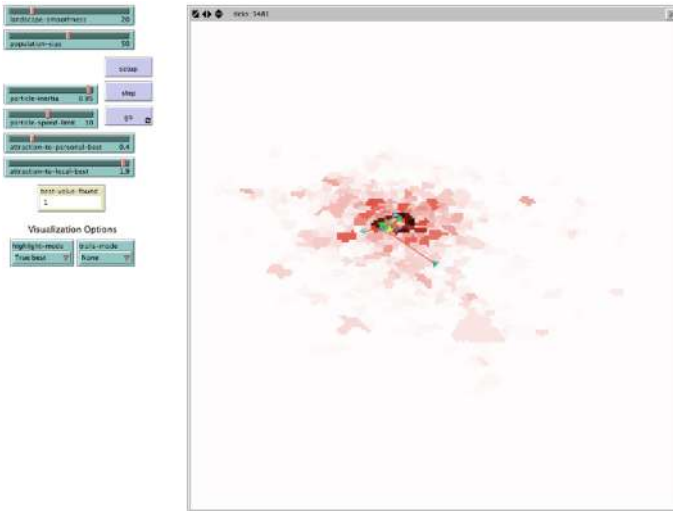 landscape-smoothness 20
population-size 50
setup
particle-inertia 0.95
step
particle-speed-limit 10
go
attraction-to-personal-best 0.4
attraction-to-local-best 1.9
best-value-found
1
Visualization Options
highlight-mode
True best
trails-mode
None